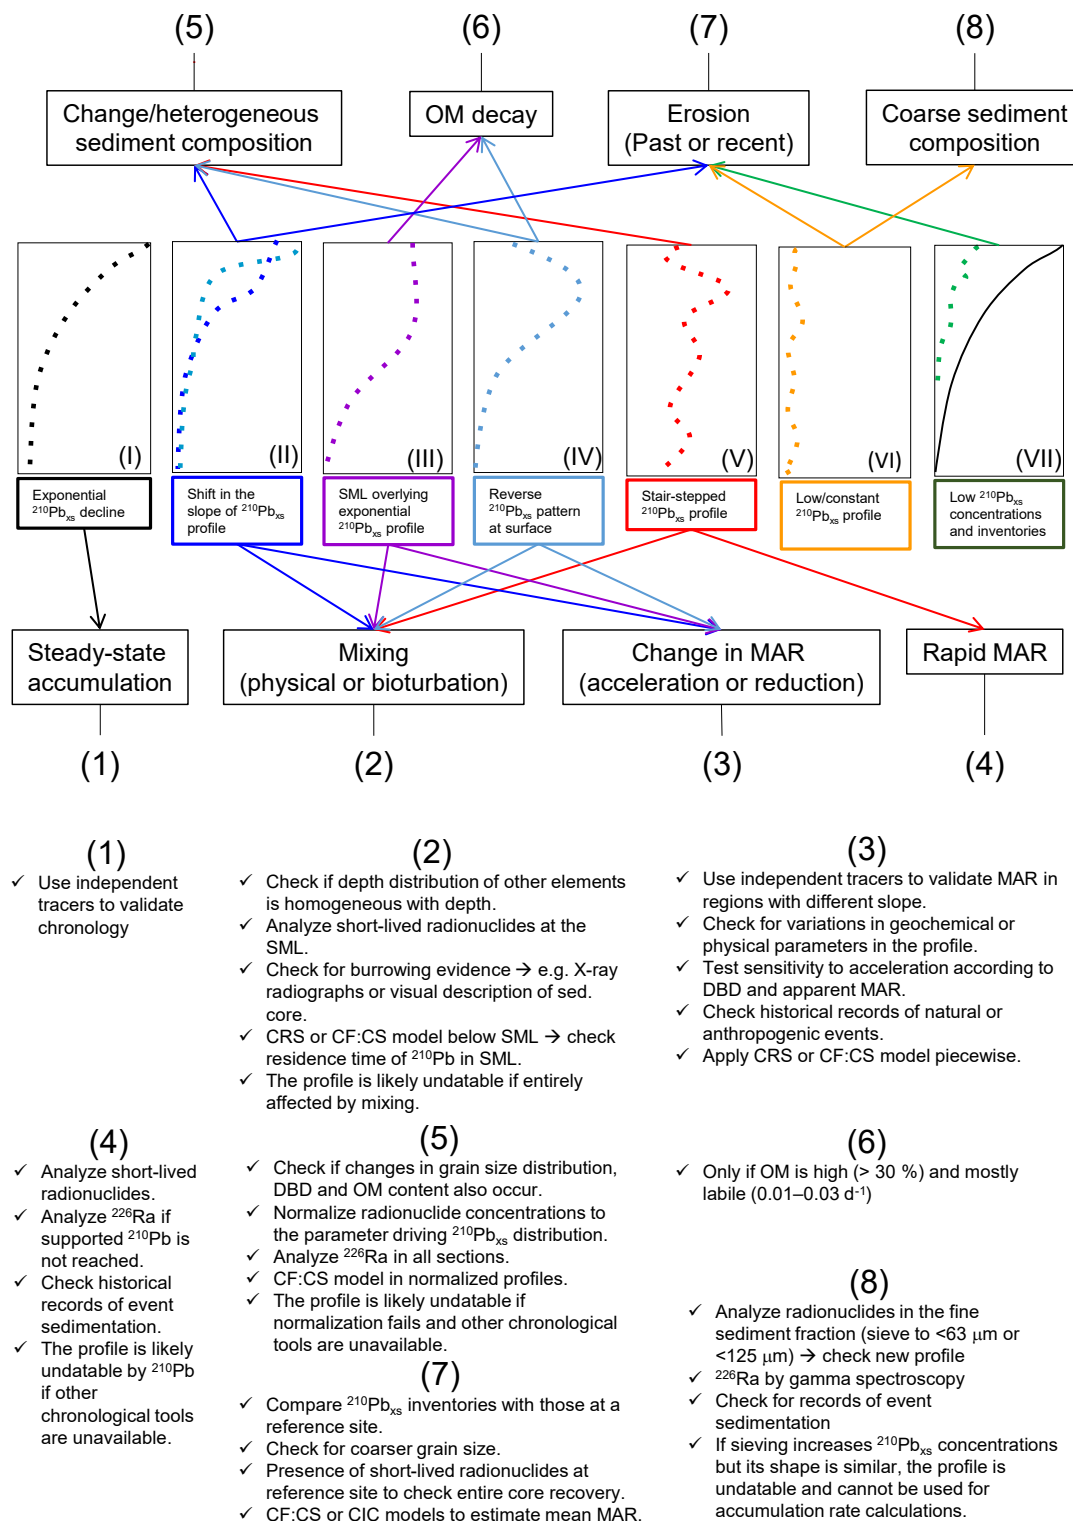 (5)
(6)
(7)
(8)
Change/heterogeneous
sediment composition
OM decay
Erosion
(Past or recent)
Coarse sediment
composition
(I)
(II)
(III)
(IV)
(V)
(VI)
(VII)
Exponential
²¹⁰Pbxs decline
Shift in the
slope of ²¹⁰Pbxs
profile
SML overlying
exponential
²¹⁰Pbxs profile
Reverse
²¹⁰Pbxs pattern
at surface
Stair-stepped
²¹⁰Pbxs profile
Low/constant
²¹⁰Pbxs profile
Low ²¹⁰Pbxs
concentrations
and inventories
Steady-state
accumulation
Mixing
(physical or bioturbation)
Change in MAR
(acceleration or reduction)
Rapid MAR
(1)
(2)
(3)
(4)
(1)
✓ Use independent
tracers to validate
chronology
(2)
✓ Check if depth distribution of other elements
is homogeneous with depth.
✓ Analyze short-lived radionuclides at the
SML.
✓ Check for burrowing evidence → e.g. X-ray
radiographs or visual description of sed.
core.
✓ CRS or CF:CS model below SML → check
residence time of ²¹⁰Pb in SML.
✓ The profile is likely undatable if entirely
affected by mixing.
(3)
✓ Use independent tracers to validate MAR in
regions with different slope.
✓ Check for variations in geochemical or
physical parameters in the profile.
✓ Test sensitivity to acceleration according to
DBD and apparent MAR.
✓ Check historical records of natural or
anthropogenic events.
✓ Apply CRS or CF:CS model piecewise.
(4)
✓ Analyze short-lived
radionuclides.
✓ Analyze ²²⁶Ra if
supported ²¹⁰Pb is
not reached.
✓ Check historical
records of event
sedimentation.
✓ The profile is likely
undatable by ²¹⁰Pb
if other
chronological tools
are unavailable.
(5)
✓ Check if changes in grain size distribution,
DBD and OM content also occur.
✓ Normalize radionuclide concentrations to
the parameter driving ²¹⁰Pbxs distribution.
✓ Analyze ²²⁶Ra in all sections.
✓ CF:CS model in normalized profiles.
✓ The profile is likely undatable if
normalization fails and other chronological
tools are unavailable.
(6)
✓ Only if OM is high (> 30 %) and mostly
labile (0.01–0.03 d⁻¹)
(7)
✓ Compare ²¹⁰Pbxs inventories with those at a
reference site.
✓ Check for coarser grain size.
✓ Presence of short-lived radionuclides at
reference site to check entire core recovery.
✓ CF:CS or CIC models to estimate mean MAR.
(8)
✓ Analyze radionuclides in the fine
sediment fraction (sieve to <63 μm or
<125 μm) → check new profile
✓ ²²⁶Ra by gamma spectroscopy
✓ Check for records of event
sedimentation
✓ If sieving increases ²¹⁰Pbxs concentrations
but its shape is similar, the profile is
undatable and cannot be used for
accumulation rate calculations.